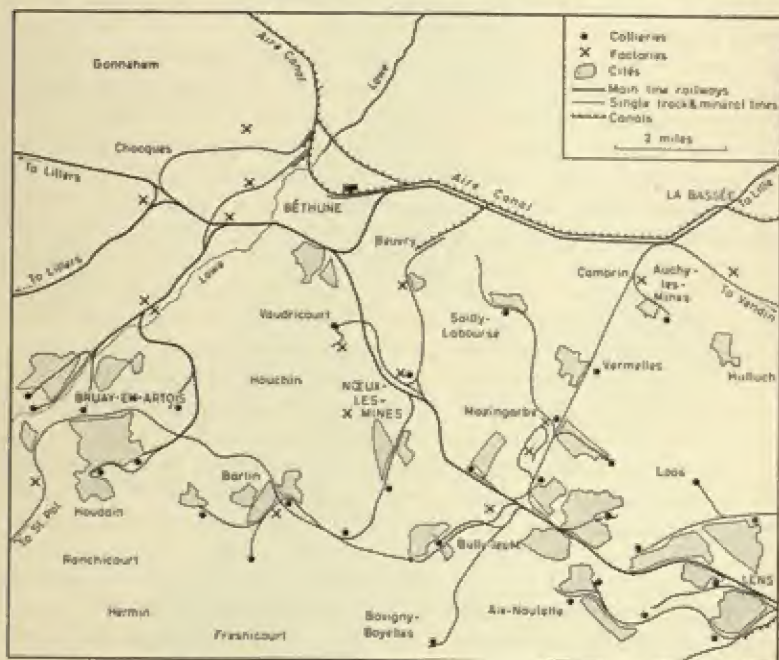 Collieries
Factories
Cités
Main line railways
Single track & mineral lines
Canals
2 miles
Gonnehem
Aire Canal
Lawe
Chocques
To Lillers
To Lillers
BÉTHUNE
Aire Canal
LA BASSÉE
To Lille
Beuvry
Lawe
Cambrin
Auchy-
les-
Mines
To Vendin
Vaudricourt
Sailly-
Labourse
Vermelles
Hulluch
Houchin
NŒUX-
LES-
MINES
BRUAY-EN-ARTOIS
Mazingarbe
Loos
Barlin
Houdain
To St Pol
Ranchicourt
LENS
Hermin
Fresnicourt
Bouvigny-
Boyelles
Aix-Noulette